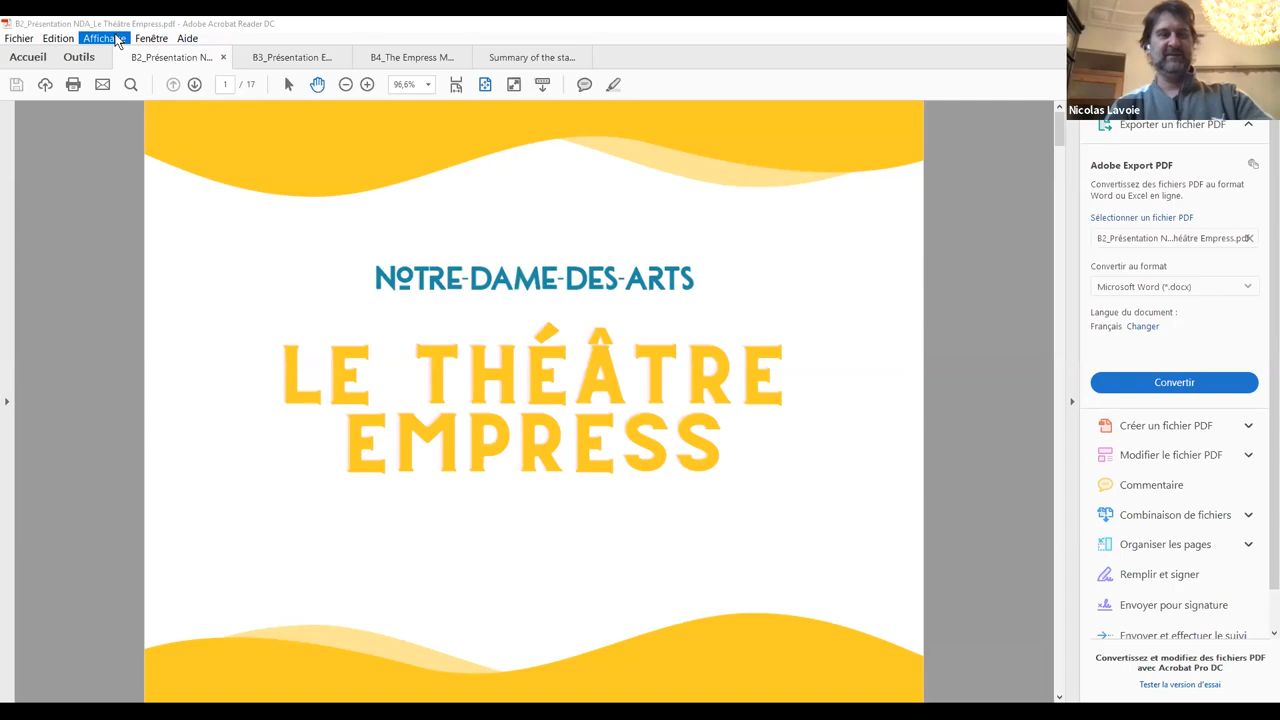 B2_Présentation NDA_Le Théâtre Empress.pdf - Adobe Acrobat Reader DC
Fichier Edition Affichage Fenêtre Aide
Accueil Outils B2_Présentation N... × B3_Présentation E... B4_The Empress M... Summary of the sta...
1 / 17 96,6%
Nicolas Lavoie
Exporter un fichier PDF
Adobe Export PDF
Convertissez des fichiers PDF au format
Word ou Excel en ligne.
Sélectionner un fichier PDF
B2_Présentation N...héâtre Empress.pdf
Convertir au format
Microsoft Word (*.docx)
Langue du document :
Français Changer
Convertir
Créer un fichier PDF
Modifier le fichier PDF
Commentaire
Combinaison de fichiers
Organiser les pages
Remplir et signer
Envoyer pour signature
Envoyer et effectuer le suivi
Convertissez et modifiez des fichiers PDF
avec Acrobat Pro DC
Tester la version d'essai
NOTRE-DAME-DES-ARTS
LE THÉÂTRE
EMPRESS